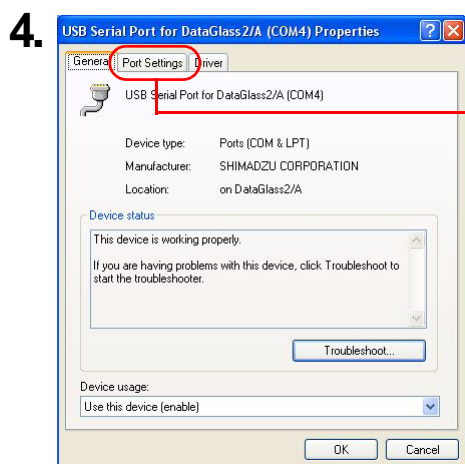 4.
USB Serial Port for DataGlass2/A (COM4) Properties
General Port Settings Driver
USB Serial Port for DataGlass2/A (COM4)
Device type: Ports (COM & LPT)
Manufacturer: SHIMADZU CORPORATION
Location: on DataGlass2/A
Device status
This device is working properly.
If you are having problems with this device, click Troubleshoot to
start the troubleshooter.
Troubleshoot...
Device usage:
Use this device (enable)
OK Cancel